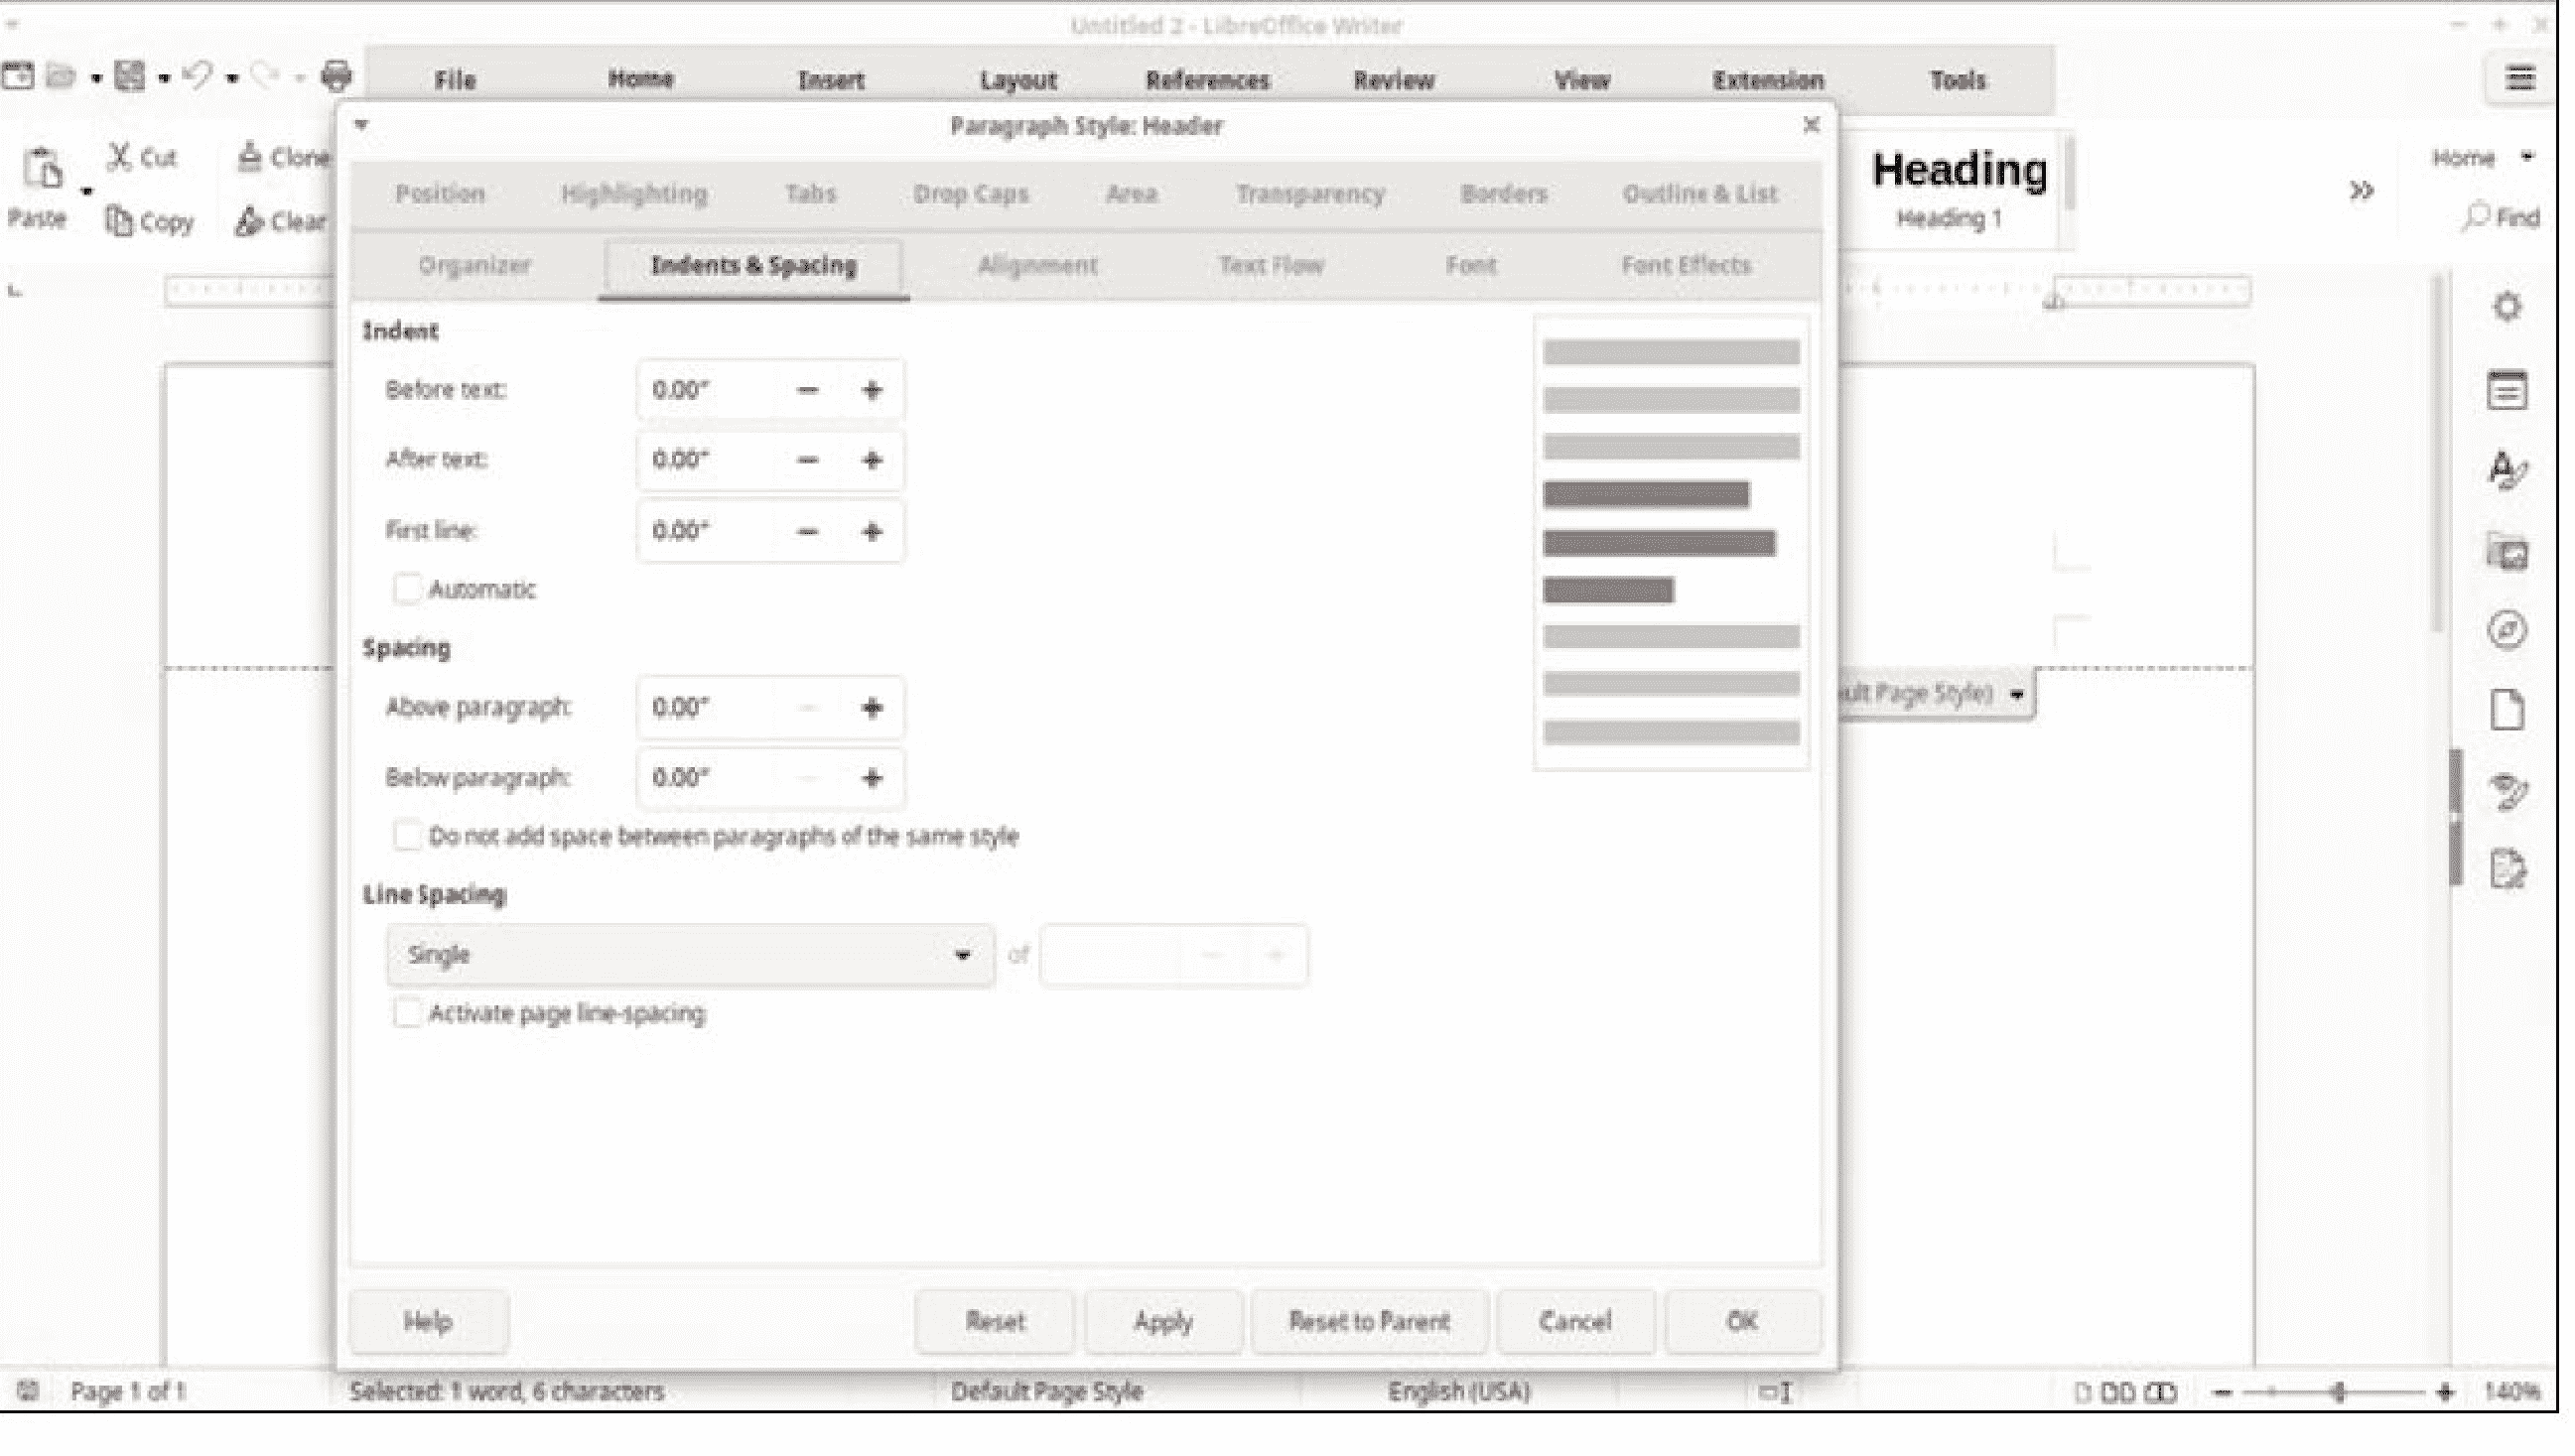 Untitled 2 - LibreOffice Writer
File Home Insert Layout References Review View Extension Tools
Paragraph Style: Header
Paste
Cut
Copy
Clone
Clear
Heading
Heading 1
Home
Find
Position Highlighting Tabs Drop Caps Area Transparency Borders Outline & List
Organizer Indents & Spacing Alignment Text Flow Font Font Effects
Indent
Before text: 0.00"
After text: 0.00"
First line: 0.00"
Automatic
Spacing
Above paragraph: 0.00"
Below paragraph: 0.00"
Do not add space between paragraphs of the same style
Line Spacing
Single of
Activate page line-spacing
ult Page Style)
Help Reset Apply Reset to Parent Cancel OK
Page 1 of 1 Selected: 1 word, 6 characters Default Page Style English (USA) 140%